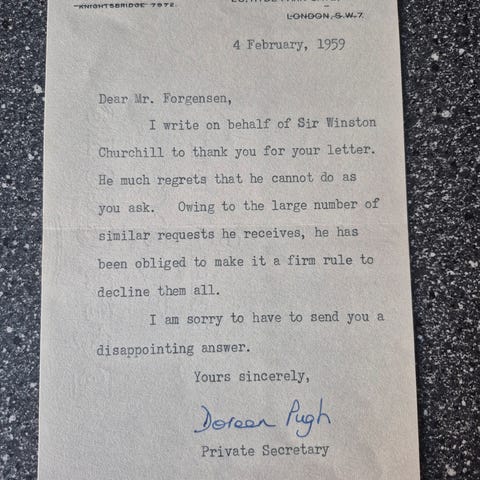 KNIGHTSBRIDGE 7972.
LONDON, S.W.7.
4 February, 1959
Dear Mr. Forgensen,
I write on behalf of Sir Winston
Churchill to thank you for your letter.
He much regrets that he cannot do as
you ask. Owing to the large number of
similar requests he receives, he has
been obliged to make it a firm rule to
decline them all.
I am sorry to have to send you a
disappointing answer.
Yours sincerely,
Doreen Pugh
Private Secretary